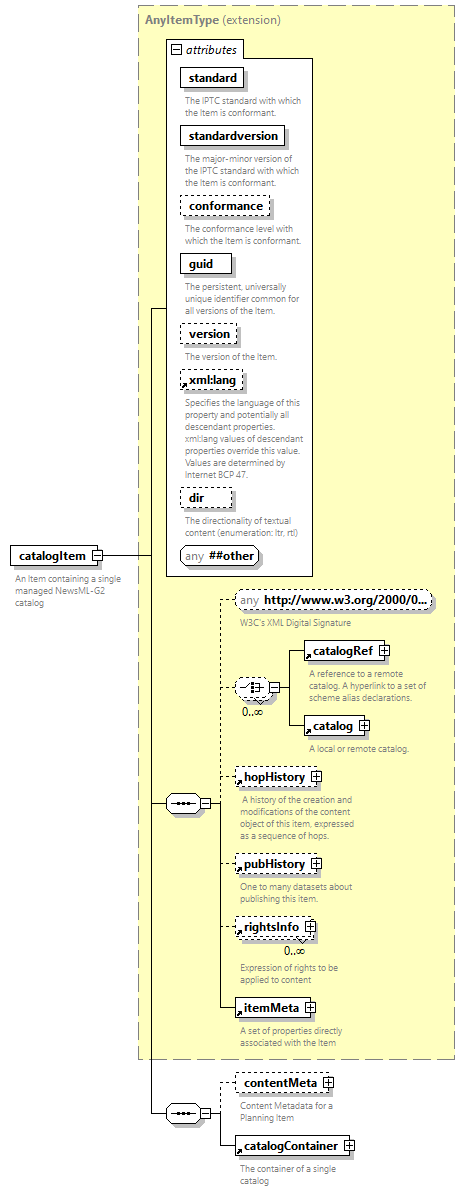 AnyItemType (extension)
attributes
standard
The IPTC standard with which
the Item is conformant.
standardversion
The major-minor version of
the IPTC standard with which
the Item is conformant.
conformance
The conformance level with
which the Item is conformant.
guid
The persistent, universally
unique identifier common for
all versions of the Item.
version
The version of the Item.
xml:lang
Specifies the language of this
property and potentially all
descendant properties.
xml:lang values of descendant
properties override this value.
Values are determined by
Internet BCP 47.
dir
The directionality of textual
content (enumeration: ltr, rtl)
any ##other
catalogItem
An Item containing a single
managed NewsML-G2
catalog
any http://www.w3.org/2000/0...
W3C's XML Digital Signature
catalogRef
A reference to a remote
catalog. A hyperlink to a set of
scheme alias declarations.
0..∞
catalog
A local or remote catalog.
hopHistory
A history of the creation and
modifications of the content
object of this item, expressed
as a sequence of hops.
pubHistory
One to many datasets about
publishing this item.
rightsInfo
0..∞
Expression of rights to be
applied to content
itemMeta
A set of properties directly
associated with the Item
contentMeta
Content Metadata for a
Planning Item
catalogContainer
The container of a single
catalog